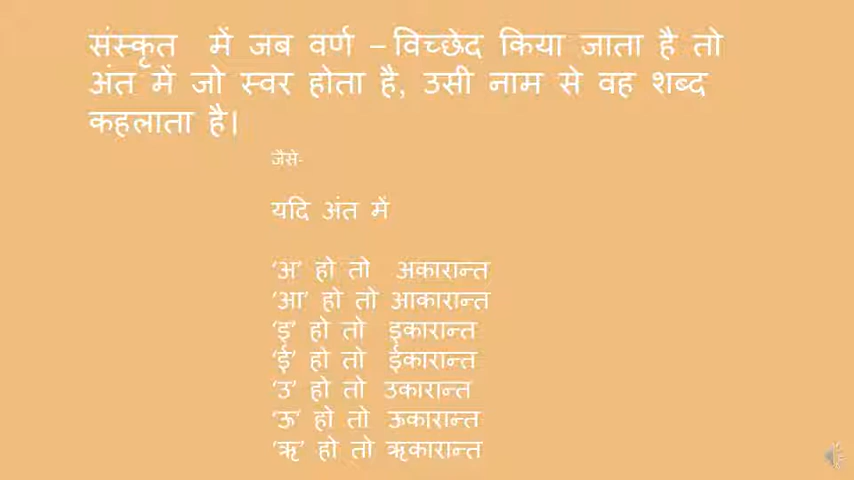 संस्कृत में जब वर्ण – विच्छेद किया जाता है तो
अंत में जो स्वर होता है, उसी नाम से वह शब्द
कहलाता है।
जैसे-
यदि अंत में
‘अ’ हो तो अकारान्त
‘आ’ हो तो आकारान्त
‘इ’ हो तो इकारान्त
‘ई’ हो तो ईकारान्त
‘उ’ हो तो उकारान्त
‘ऊ’ हो तो ऊकारान्त
‘ऋ’ हो तो ऋकारान्त